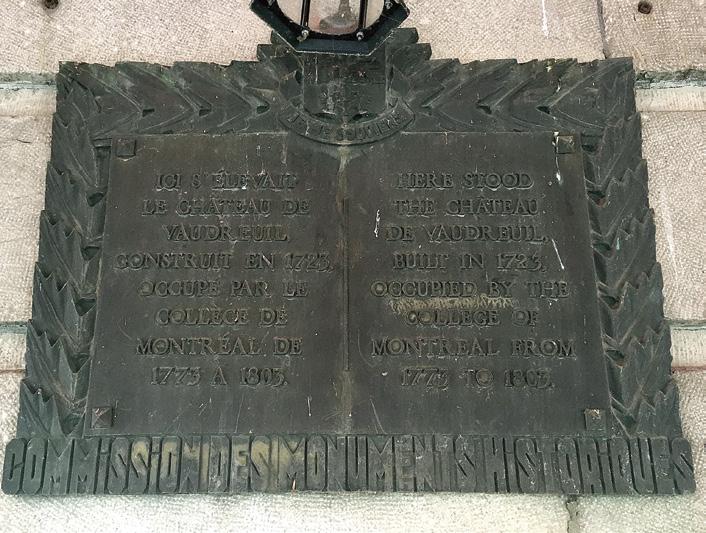 JE ME SOUVIENS
ICI S'ÉLEVAIT
LE CHÂTEAU DE
VAUDREUIL,
CONSTRUIT EN 1723,
OCCUPÉ PAR LE
COLLÈGE DE
MONTRÉAL DE
1773 À 1803.
HERE STOOD
THE CHÂTEAU
DE VAUDREUIL,
BUILT IN 1723,
OCCUPIED BY THE
COLLEGE OF
MONTREAL FROM
1773 TO 1803.
COMMISSION DES MONUMENTS HISTORIQUES